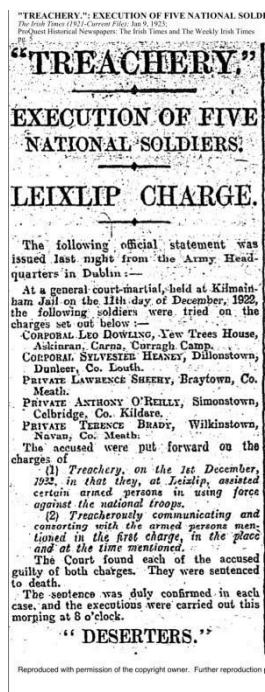 "TREACHERY.": EXECUTION OF FIVE NATIONAL SOLDI
The Irish Times (1921-Current File); Jan 9, 1923;
ProQuest Historical Newspapers: The Irish Times and The Weekly Irish Times
pg.
"TREACHERY."
EXECUTION OF FIVE
NATIONAL SOLDIERS.
LEIXLIP CHARGE.
The following official statement was
issued last night from the Army Head-
quarters in Dublin :—
At a general court-martial, held at Kilmain-
ham Jail on the 11th day of December, 1922,
the following soldiers were tried on the
charges set out below :—
CORPORAL LEO DOWLING, Yew Trees House,
Askinran, Carna, Curragh Camp.
CORPORAL SYLVESTER HEANEY, Dillonstown,
Dunleer, Co. Louth.
PRIVATE LAWRENCE SHEEHY, Braytown, Co.
Meath.
PRIVATE ANTHONY O'REILLY, Simonstown,
Celbridge, Co. Kildare.
PRIVATE TERENCE BRADY, Wilkinstown,
Navan, Co. Meath.
The accused were put forward on the
charges of
(1) Treachery, on the 1st December,
1922, in that they, at Leixlip, assisted
certain armed persons in using force
against the national troops.
(2) Treacherously communicating and
consorting with the armed persons men-
tioned in the first charge, in the place
and at the time mentioned.
The Court found each of the accused
guilty of both charges. They were sentenced
to death.
The sentence was duly confirmed in each
case, and the executions were carried out this
morning at 8 o'clock.
"DESERTERS."
Reproduced with permission of the copyright owner. Further reproduction